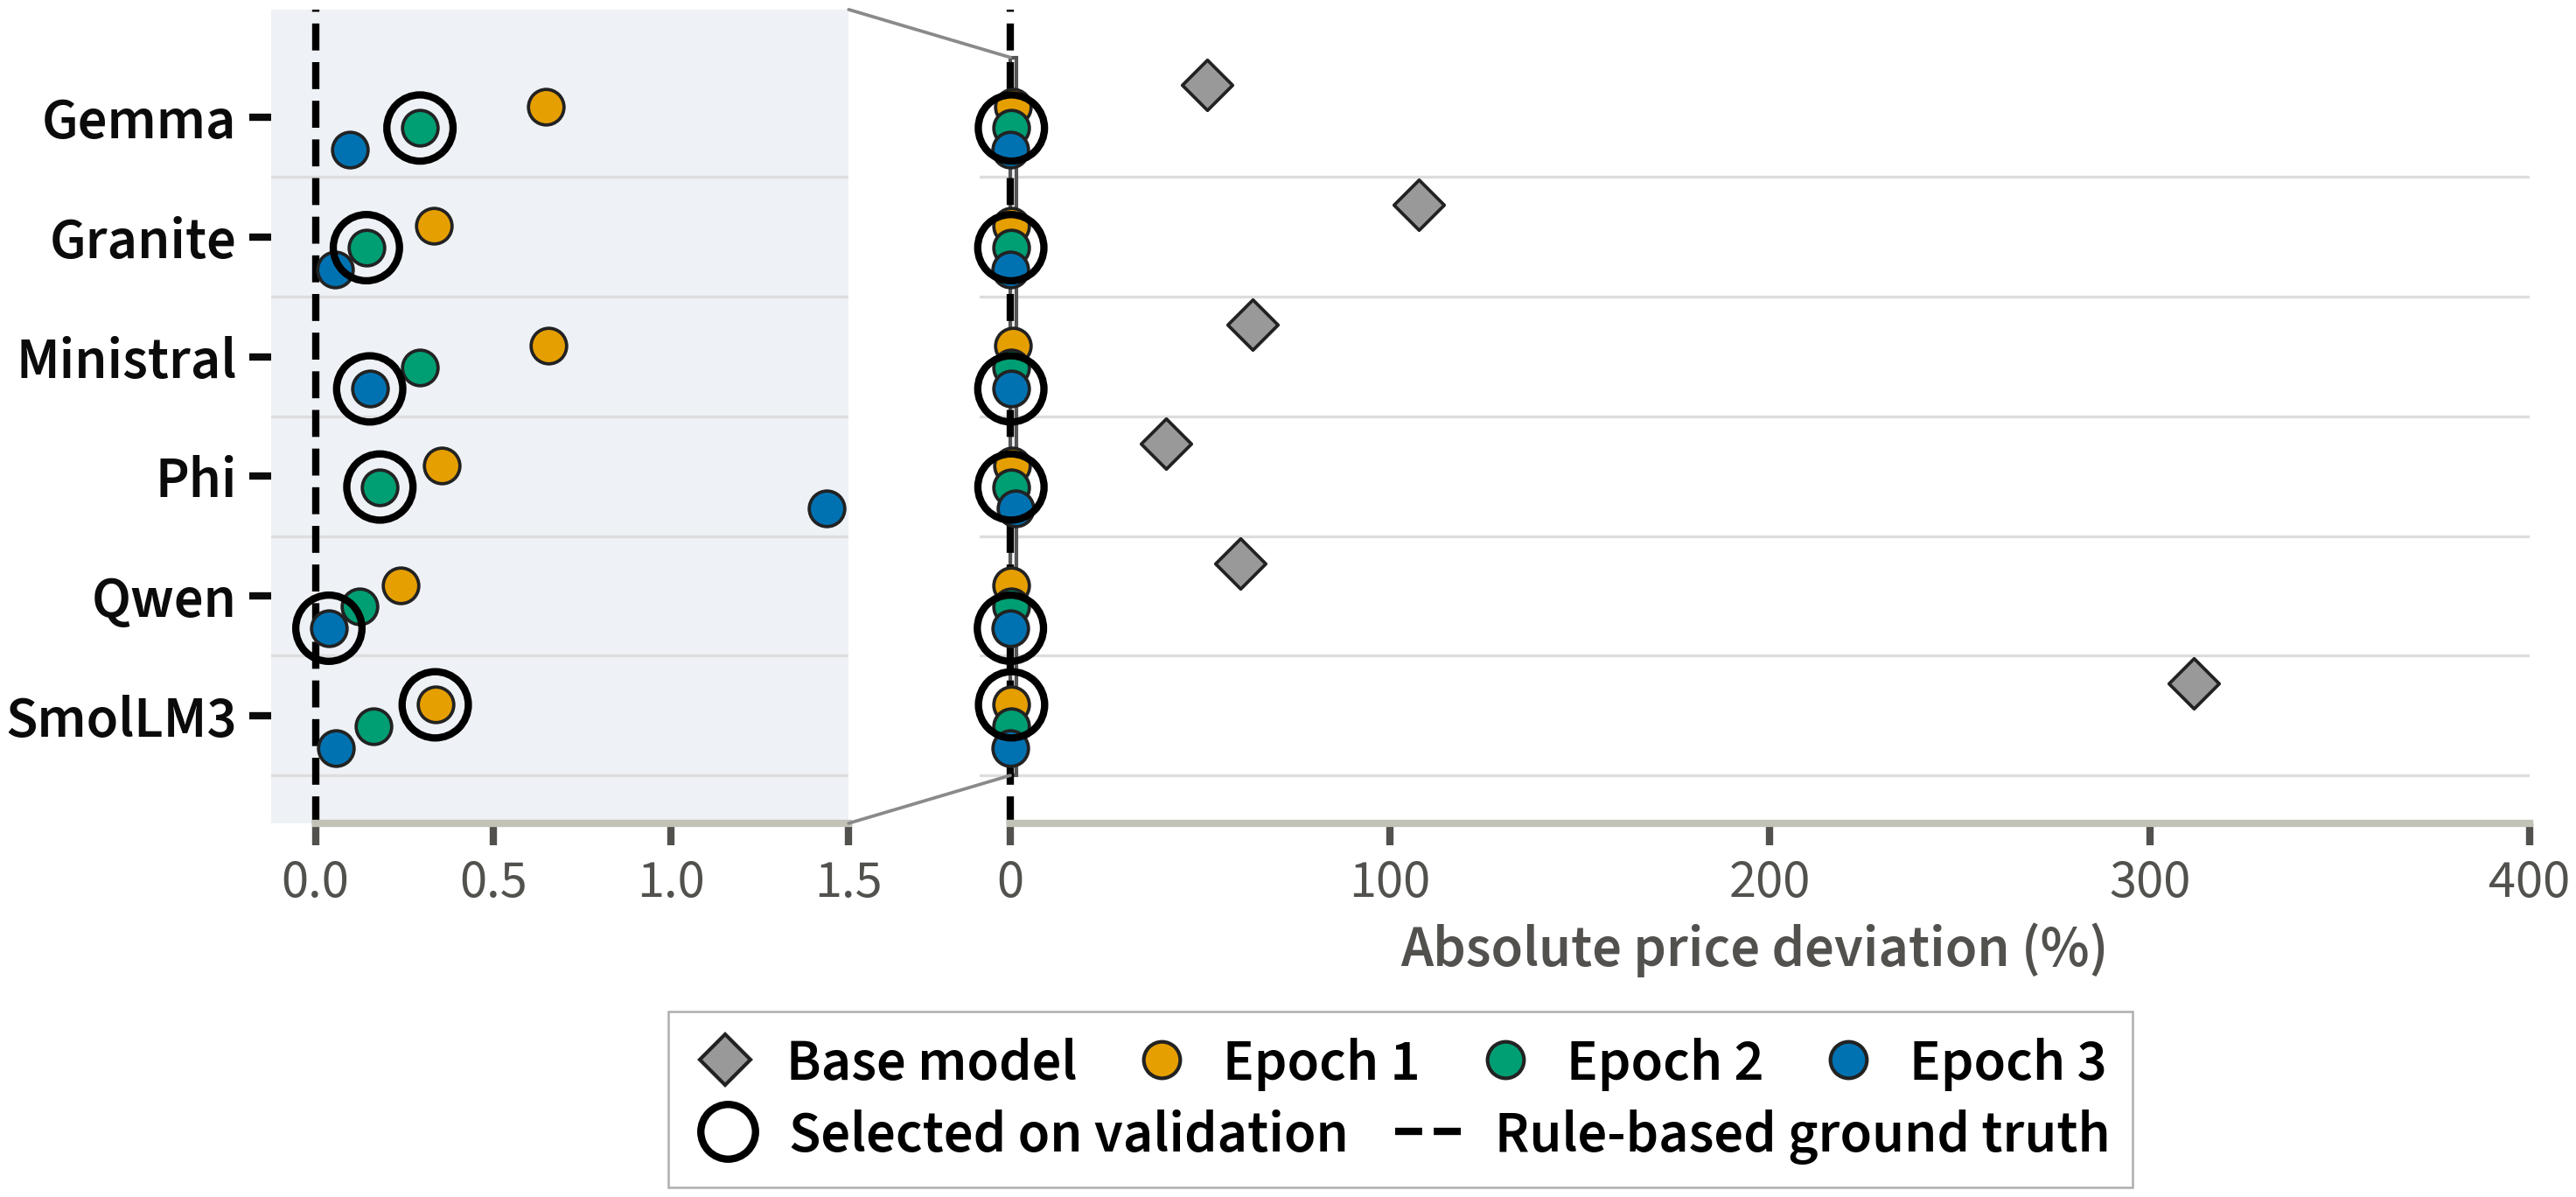 Gemma
Granite
Ministral
Phi
Qwen
SmolLM3
0.0 0.5 1.0 1.5 0 100 200 300 400
Absolute price deviation (%)
Base model Epoch 1 Epoch 2 Epoch 3
Selected on validation Rule-based ground truth